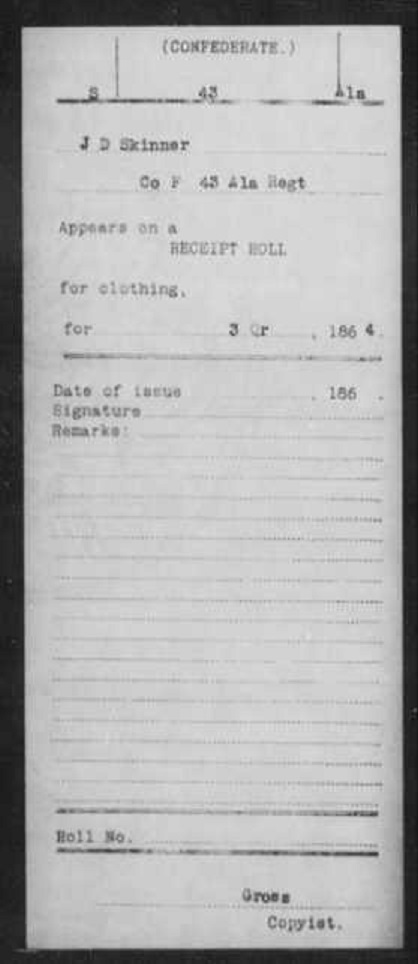 (CONFEDERATE.)
S 43 Ala
J D Skinner
Co F 43 Ala Regt
Appears on a
RECEIPT ROLL
for clothing,
for 3 Qr , 186 4.
Date of issue , 186 .
Signature
Remarks:
Roll No.
Gross
Copyist.